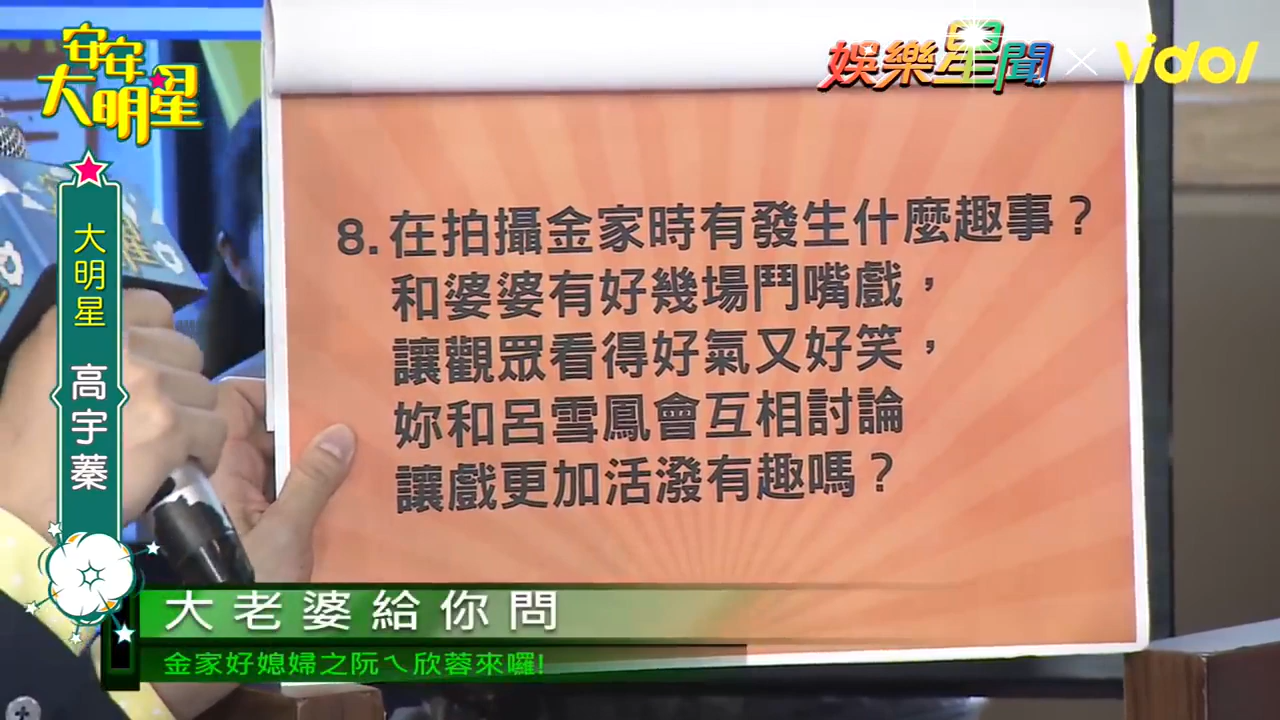 安安
大明星
娛樂星聞 × Vidol
大明星 高宇蓁
8. 在拍攝金家時有發生什麼趣事？
和婆婆有好幾場鬥嘴戲，
讓觀眾看得好氣又好笑，
妳和呂雪鳳會互相討論
讓戲更加活潑有趣嗎？
大老婆給你問
金家好媳婦之阮ㄟ欣蓉來囉!